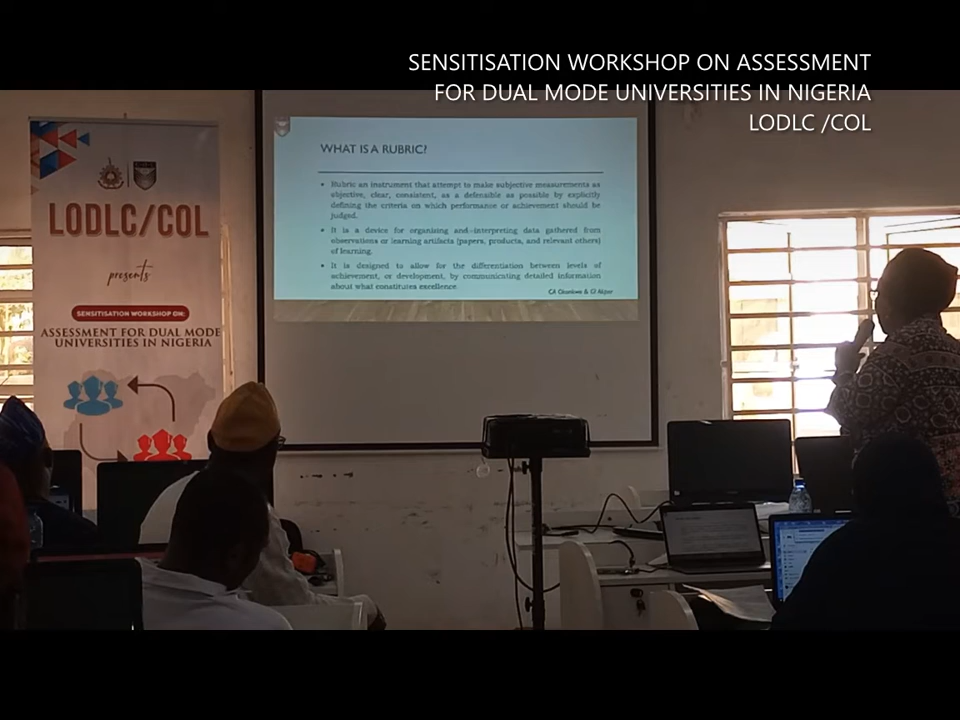 SENSITISATION WORKSHOP ON ASSESSMENT
FOR DUAL MODE UNIVERSITIES IN NIGERIA
LODLC /COL
LODLC/COL
presents
SENSITISATION WORKSHOP ON:
ASSESSMENT FOR DUAL MODE
UNIVERSITIES IN NIGERIA
WHAT IS A RUBRIC?
• Rubric an instrument that attempt to make subjective measurements as
objective, clear, consistent, as a defensible as possible by explicitly
defining the criteria on which performance or achievement should be
judged.
• It is a device for organizing and interpreting data gathered from
observations or learning artifacts (papers, products, and relevant others)
of learning.
• It is designed to allow for the differentiation between levels of
achievement, or development, by communicating detailed information
about what constitutes excellence.